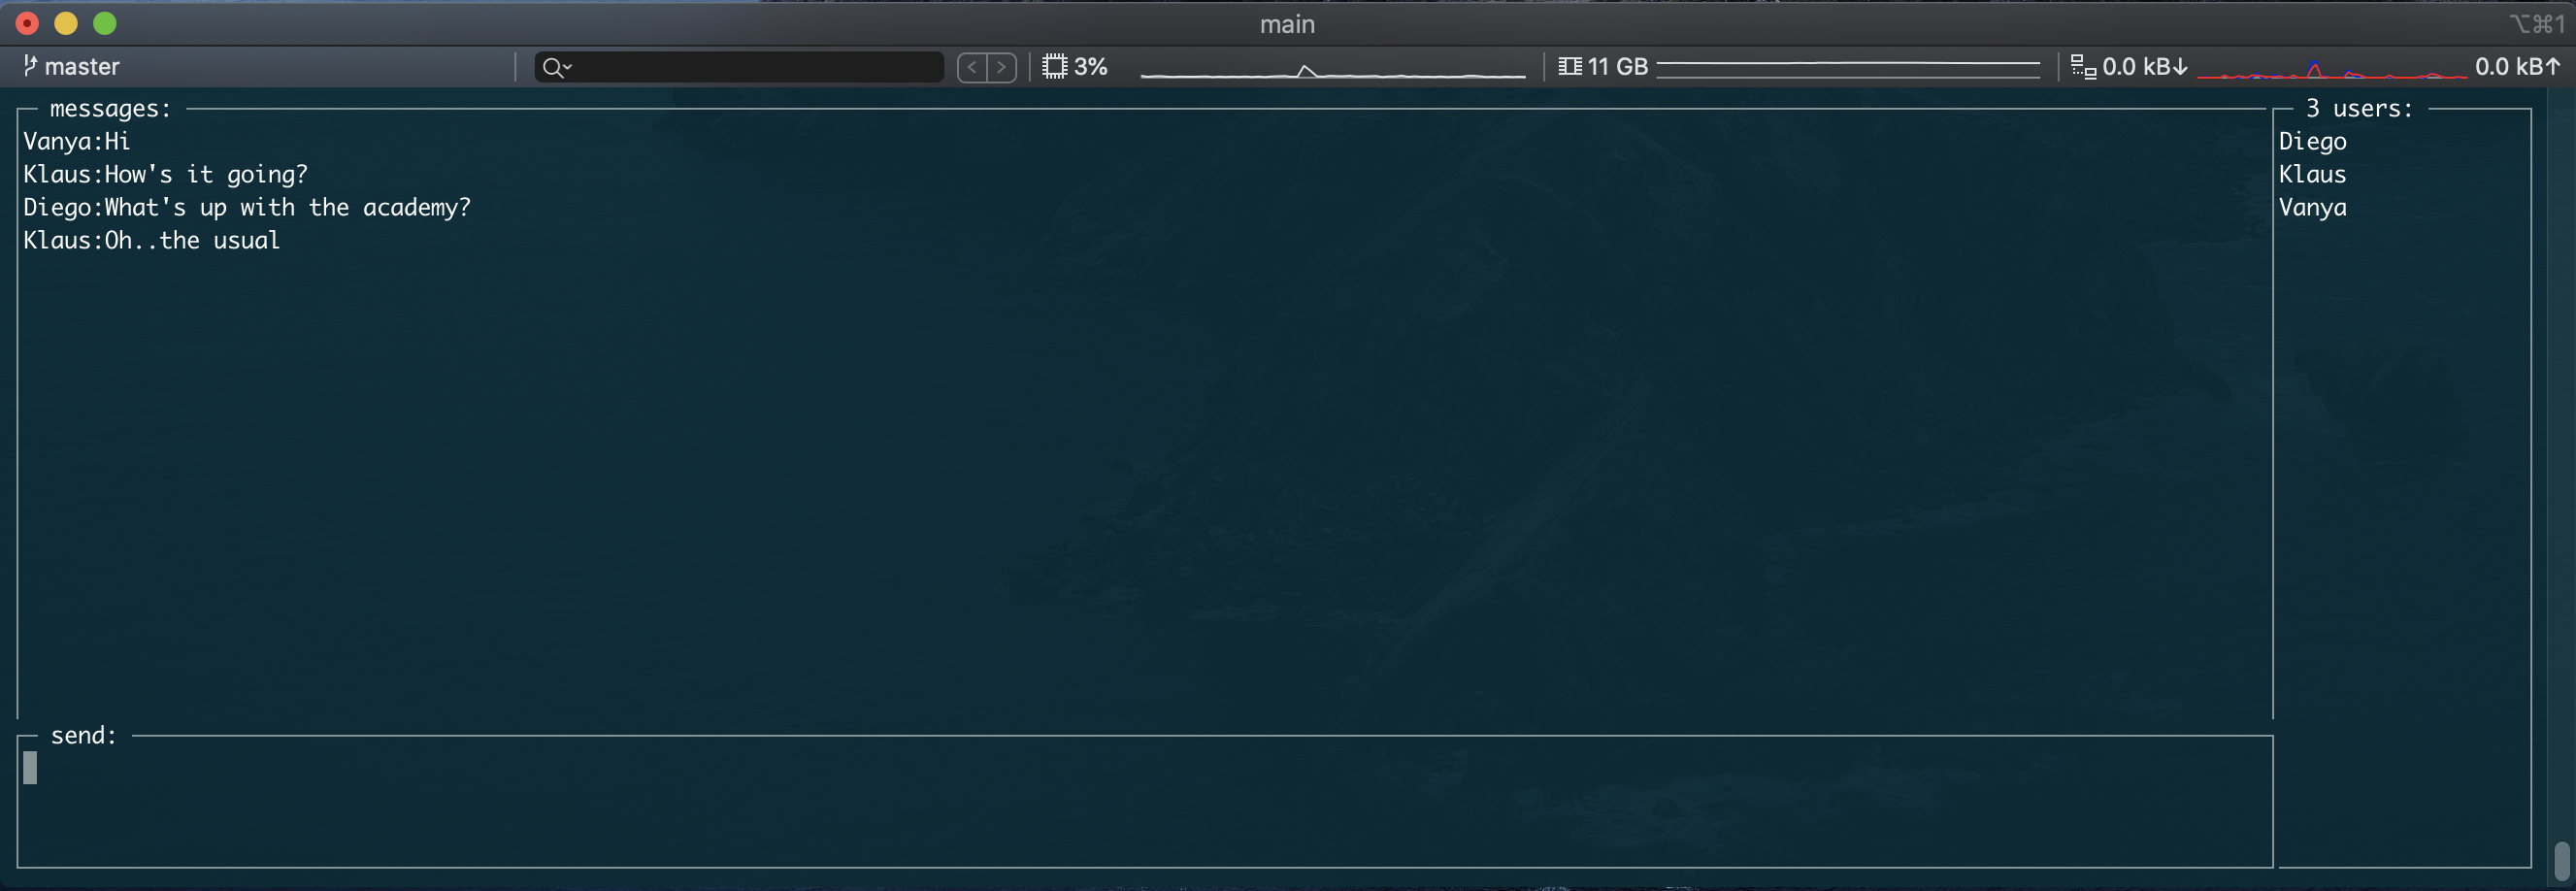 main
⌥⌘1
master
3%
11 GB
0.0 kB↓
0.0 kB↑
messages:
Vanya:Hi
Klaus:How's it going?
Diego:What's up with the academy?
Klaus:Oh..the usual
3 users:
Diego
Klaus
Vanya
send: